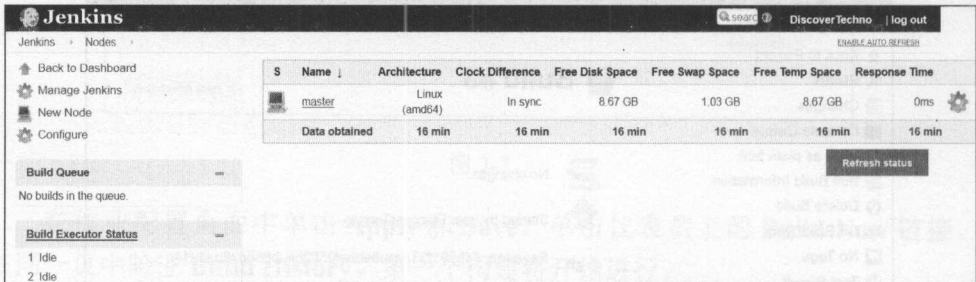 Jenkins
searc
DiscoverTechno | log out
Jenkins › Nodes ›
ENABLE AUTO REFRESH
Back to Dashboard
Manage Jenkins
New Node
Configure
S Name ↓ Architecture Clock Difference Free Disk Space Free Swap Space Free Temp Space Response Time
master Linux (amd64) In sync 8.67 GB 1.03 GB 8.67 GB 0ms
Data obtained 16 min 16 min 16 min 16 min 16 min 16 min
Refresh status
Build Queue
No builds in the queue.
Build Executor Status
1 Idle
2 Idle